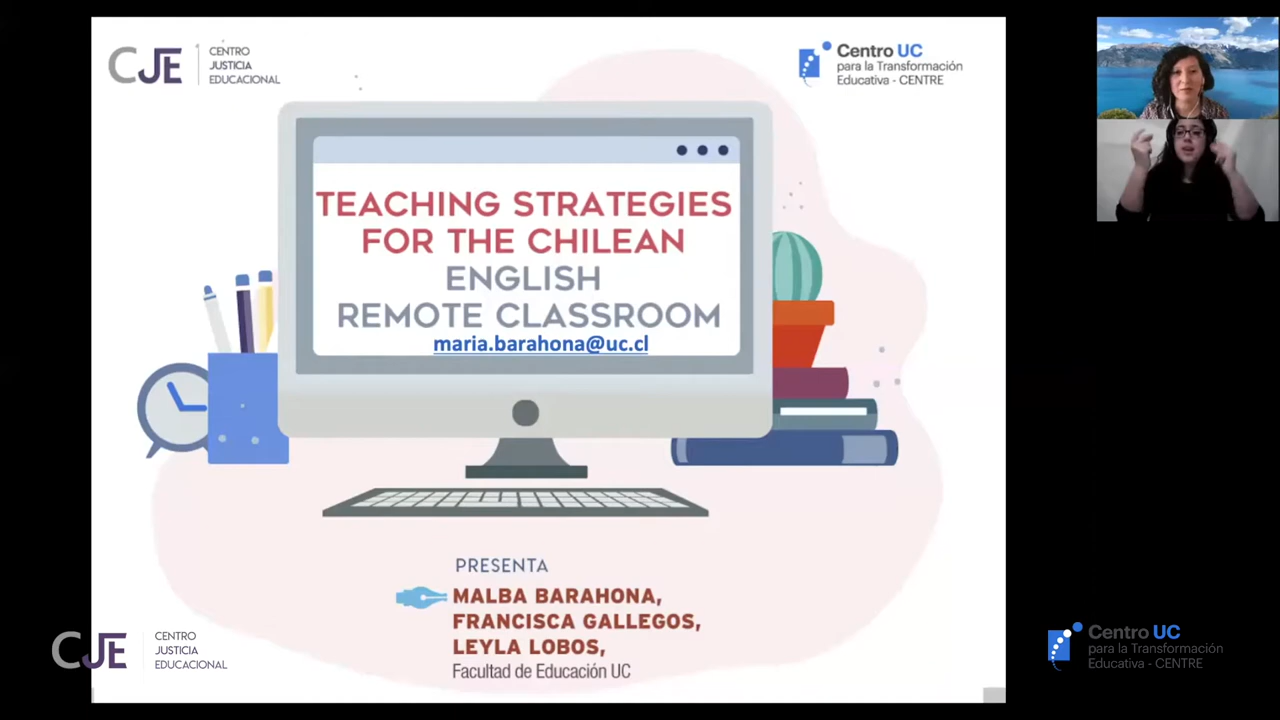 CJE
CENTRO
JUSTICIA
EDUCACIONAL
Centro UC
para la Transformación
Educativa - CENTRE
TEACHING STRATEGIES
FOR THE CHILEAN
ENGLISH
REMOTE CLASSROOM
maria.barahona@uc.cl
PRESENTA
MALBA BARAHONA,
FRANCISCA GALLEGOS,
LEYLA LOBOS,
Facultad de Educación UC
CJE
CENTRO
JUSTICIA
EDUCACIONAL
Centro UC
para la Transformación
Educativa - CENTRE